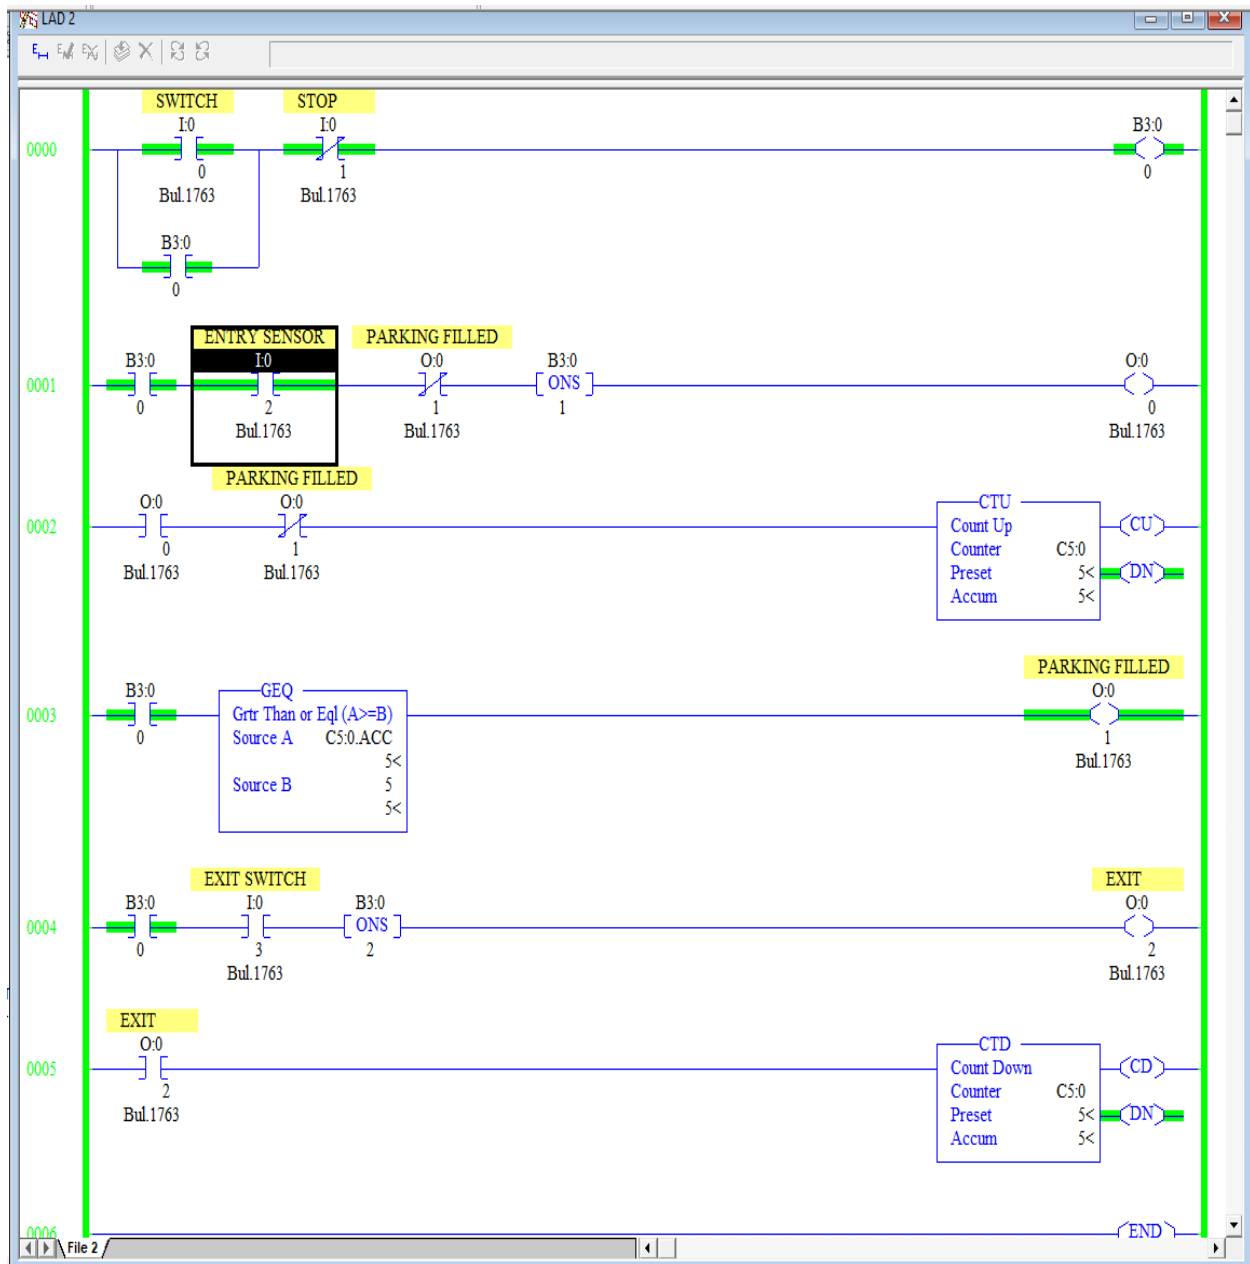 LAD 2
SWITCH STOP
I:0 I:0 B3:0
0000
0 1 0
Bul.1763 Bul.1763
B3:0
0
ENTRY SENSOR PARKING FILLED
B3:0 I:0 O:0 B3:0 O:0
0001 ONS
0 2 1 1 0
Bul.1763 Bul.1763 Bul.1763
PARKING FILLED
O:0 O:0 CTU
0002 Count Up CU
0 1 Counter C5:0
Bul.1763 Bul.1763 Preset 5< DN
Accum 5<
PARKING FILLED
B3:0 GEQ O:0
0003 Grtr Than or Eql (A>=B)
0 Source A C5:0.ACC 1
5< Bul.1763
Source B 5
5<
EXIT SWITCH EXIT
B3:0 I:0 B3:0 O:0
0004 ONS
0 3 2 2
Bul.1763 Bul.1763
EXIT
O:0 CTD
0005 Count Down CD
2 Counter C5:0
Bul.1763 Preset 5< DN
Accum 5<
0006 END
File 2